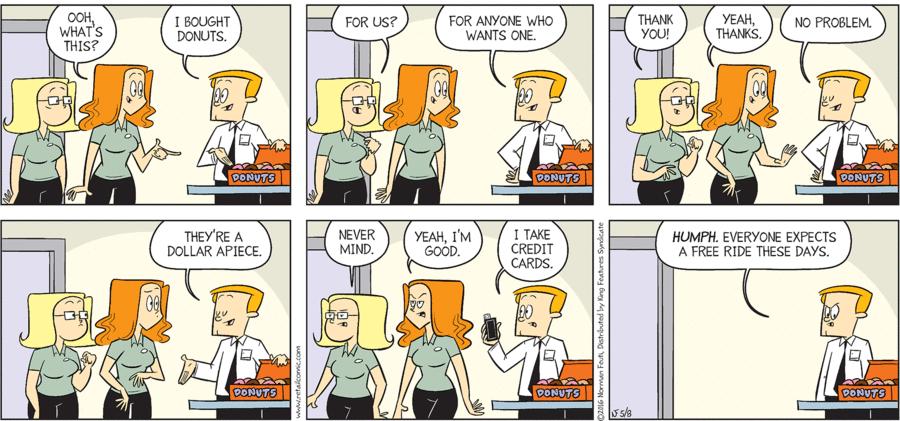 OOH,
WHAT'S
THIS?
I BOUGHT
DONUTS.
DONUTS
FOR US?
FOR ANYONE WHO
WANTS ONE.
DONUTS
THANK
YOU!
YEAH,
THANKS.
NO PROBLEM.
DONUTS
THEY'RE A
DOLLAR APIECE.
DONUTS
www.retailcomic.com
NEVER
MIND.
YEAH, I'M
GOOD.
I TAKE
CREDIT
CARDS.
DONUTS
©2016 Norman Feuti, Distributed by King Features Syndicate
HUMPH. EVERYONE EXPECTS
A FREE RIDE THESE DAYS.
DONUTS
5/8